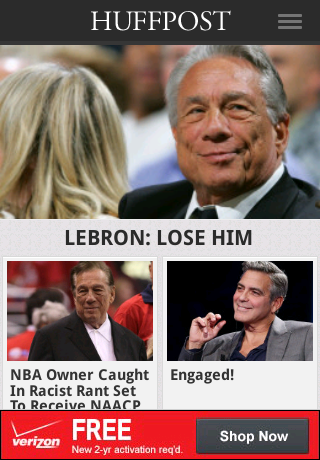 HUFFPOST
LEBRON: LOSE HIM
NBA Owner Caught
In Racist Rant Set
To Receive NAACP
Engaged!
verizon
FREE
New 2-yr activation req'd.
Shop Now